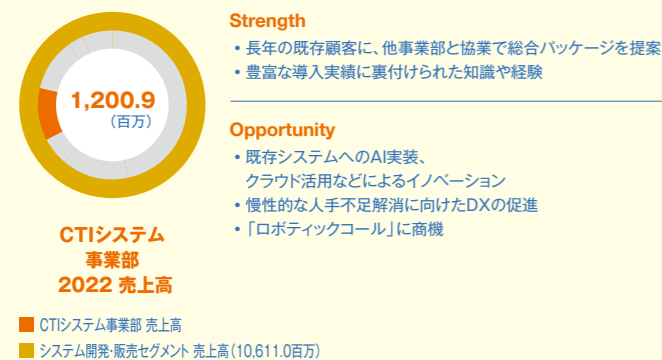 1,200.9
（百万）
CTIシステム
事業部
2022 売上高
CTIシステム事業部 売上高
システム開発・販売セグメント 売上高（10,611.0百万）
Strength
・長年の既存顧客に、他事業部と協業で総合パッケージを提案
・豊富な導入実績に裏付けられた知識や経験
Opportunity
・既存システムへのAI実装、
クラウド活用などによるイノベーション
・慢性的な人手不足解消に向けたDXの促進
・「ロボティックコール」に商機